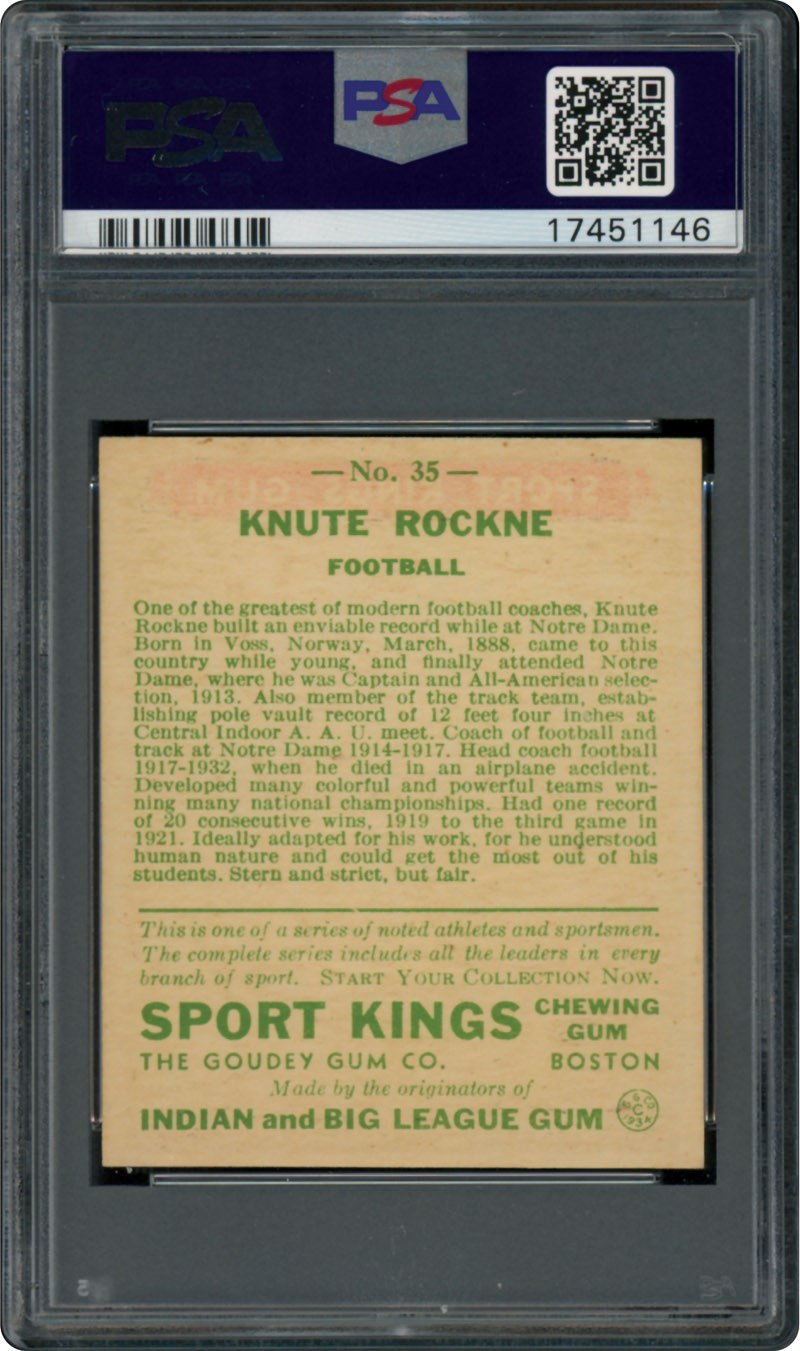 PSA
PSA
17451146
—No. 35—
SPORT KINGS GUM
KNUTE ROCKNE
FOOTBALL
One of the greatest of modern football coaches, Knute
Rockne built an enviable record while at Notre Dame.
Born in Voss, Norway, March, 1888, came to this
country while young, and finally attended Notre
Dame, where he was Captain and All-American selec-
tion, 1913. Also member of the track team, estab-
lishing pole vault record of 12 feet four inches at
Central Indoor A. A. U. meet. Coach of football and
track at Notre Dame 1914-1917. Head coach football
1917-1932, when he died in an airplane accident.
Developed many colorful and powerful teams win-
ning many national championships. Had one record
of 20 consecutive wins, 1919 to the third game in
1921. Ideally adapted for his work, for he understood
human nature and could get the most out of his
students. Stern and strict, but fair.
This is one of a series of noted athletes and sportsmen.
The complete series includes all the leaders in every
branch of sport. START YOUR COLLECTION NOW.
SPORT KINGS CHEWING GUM
THE GOUDEY GUM CO. BOSTON
Made by the originators of
INDIAN and BIG LEAGUE GUM
G. G. CO. C 1934